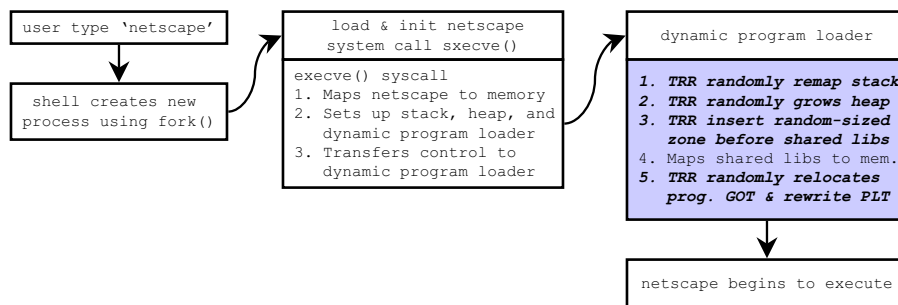 user type ‘netscape’
shell creates new
process using fork()
load & init netscape
system call sxecve()
execve() syscall
1. Maps netscape to memory
2. Sets up stack, heap, and
dynamic program loader
3. Transfers control to
dynamic program loader
dynamic program loader
1. TRR randomly remap stack
2. TRR randomly grows heap
3. TRR insert random-sized
zone before shared libs
4. Maps shared libs to mem.
5. TRR randomly relocates
prog. GOT & rewrite PLT
netscape begins to execute